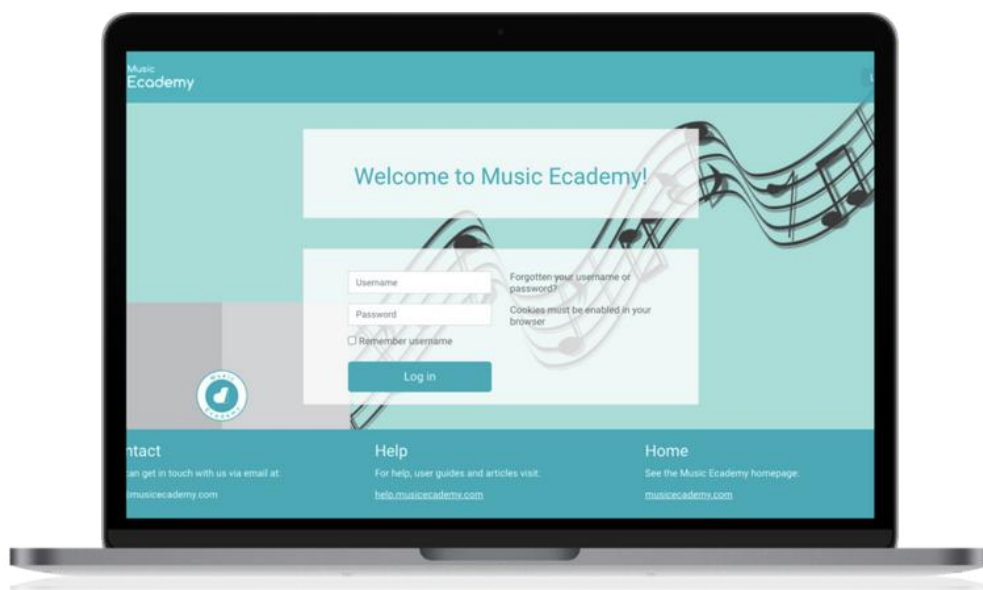 Music
Ecademy
L
Welcome to Music Ecademy!
Username
Forgotten your username or
password?
Password
Cookies must be enabled in your
browser
Remember username
Log in
MUSIC
ECADEMY
ntact
can get in touch with us via email at:
musicecademy.com
Help
For help, user guides and articles visit:
help.musicecademy.com
Home
See the Music Ecademy homepage:
musicecademy.com